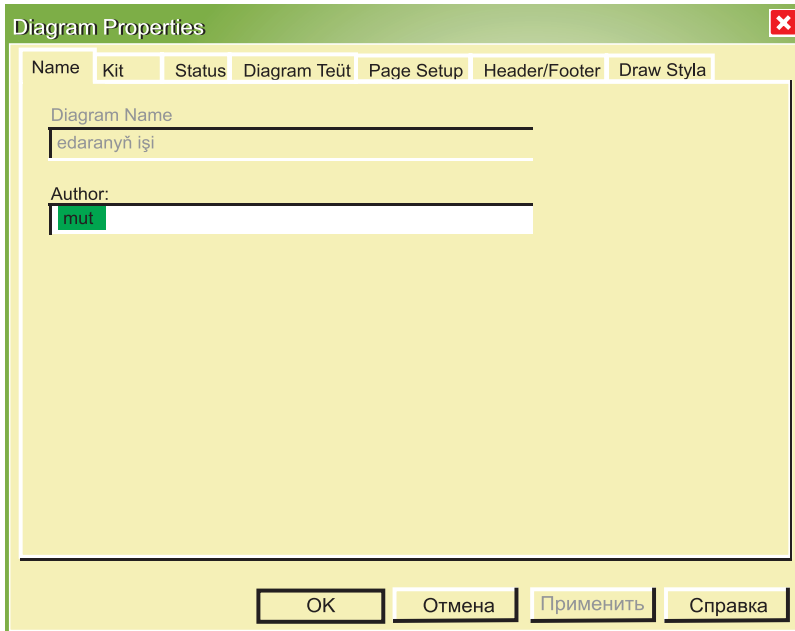 Diagram Properties
Name Kit Status Diagram Teüt Page Setup Header/Footer Draw Styla
Diagram Name
edaranyň işi
Author:
mut
OK Отмена Применить Справка